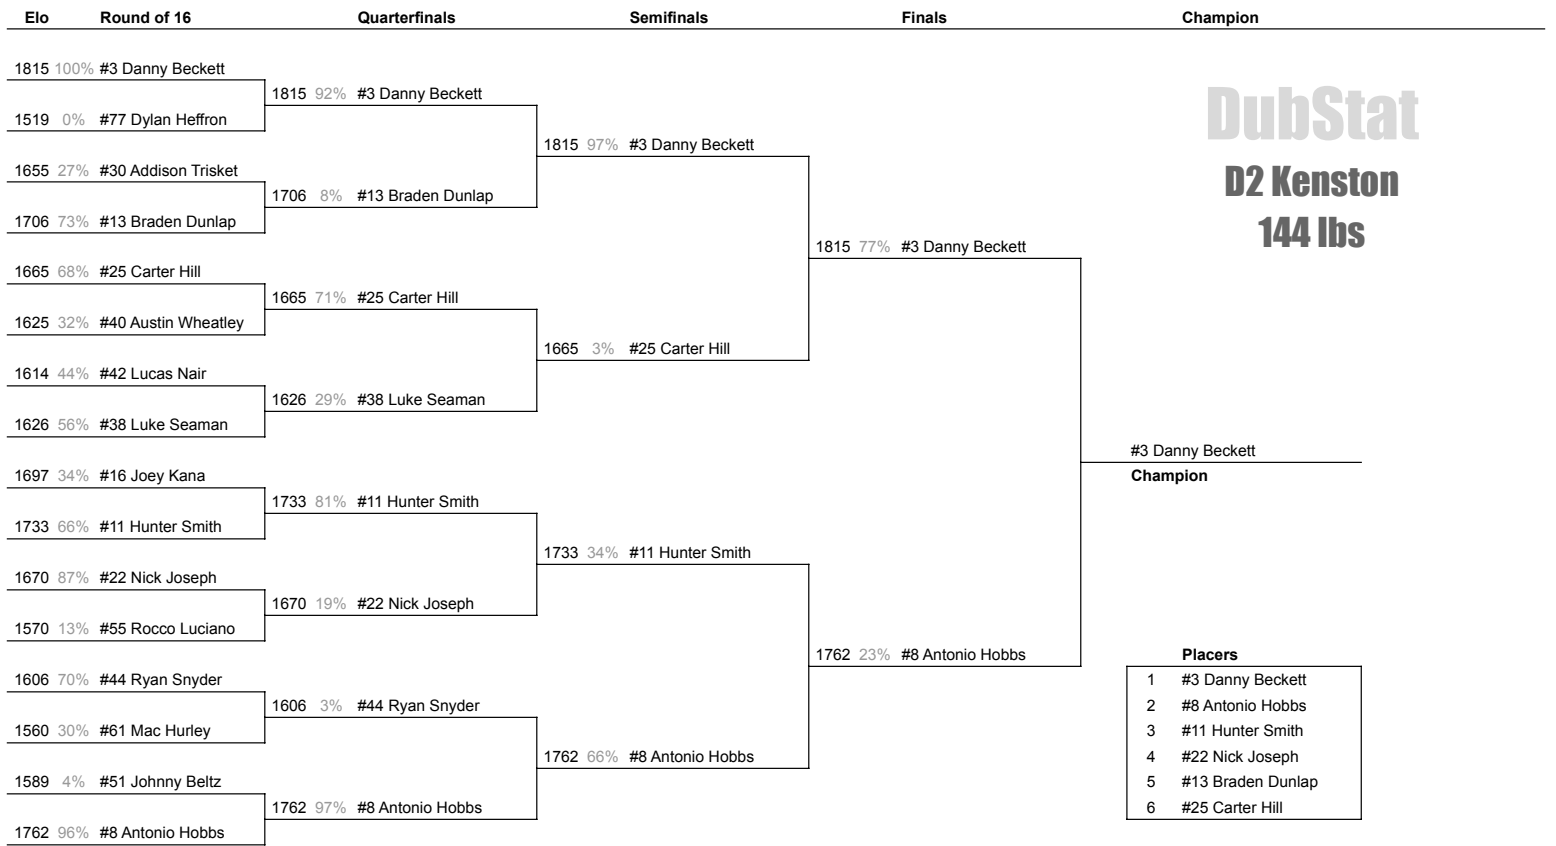 Elo Round of 16 Quarterfinals Semifinals Finals Champion
1815 100% #3 Danny Beckett
1815 92% #3 Danny Beckett
DubStat
1519 0% #77 Dylan Heffron
1815 97% #3 Danny Beckett
1655 27% #30 Addison Trisket
D2 Kenston
1706 8% #13 Braden Dunlap
1706 73% #13 Braden Dunlap
144 lbs
1815 77% #3 Danny Beckett
1665 68% #25 Carter Hill
1665 71% #25 Carter Hill
1625 32% #40 Austin Wheatley
1665 3% #25 Carter Hill
1614 44% #42 Lucas Nair
1626 29% #38 Luke Seaman
1626 56% #38 Luke Seaman
#3 Danny Beckett
1697 34% #16 Joey Kana
Champion
1733 81% #11 Hunter Smith
1733 66% #11 Hunter Smith
1733 34% #11 Hunter Smith
1670 87% #22 Nick Joseph
1670 19% #22 Nick Joseph
1570 13% #55 Rocco Luciano
1762 23% #8 Antonio Hobbs
Placers
1606 70% #44 Ryan Snyder
1 #3 Danny Beckett
1606 3% #44 Ryan Snyder
2 #8 Antonio Hobbs
1560 30% #61 Mac Hurley
3 #11 Hunter Smith
1762 66% #8 Antonio Hobbs
4 #22 Nick Joseph
1589 4% #51 Johnny Beltz
5 #13 Braden Dunlap
1762 97% #8 Antonio Hobbs
6 #25 Carter Hill
1762 96% #8 Antonio Hobbs